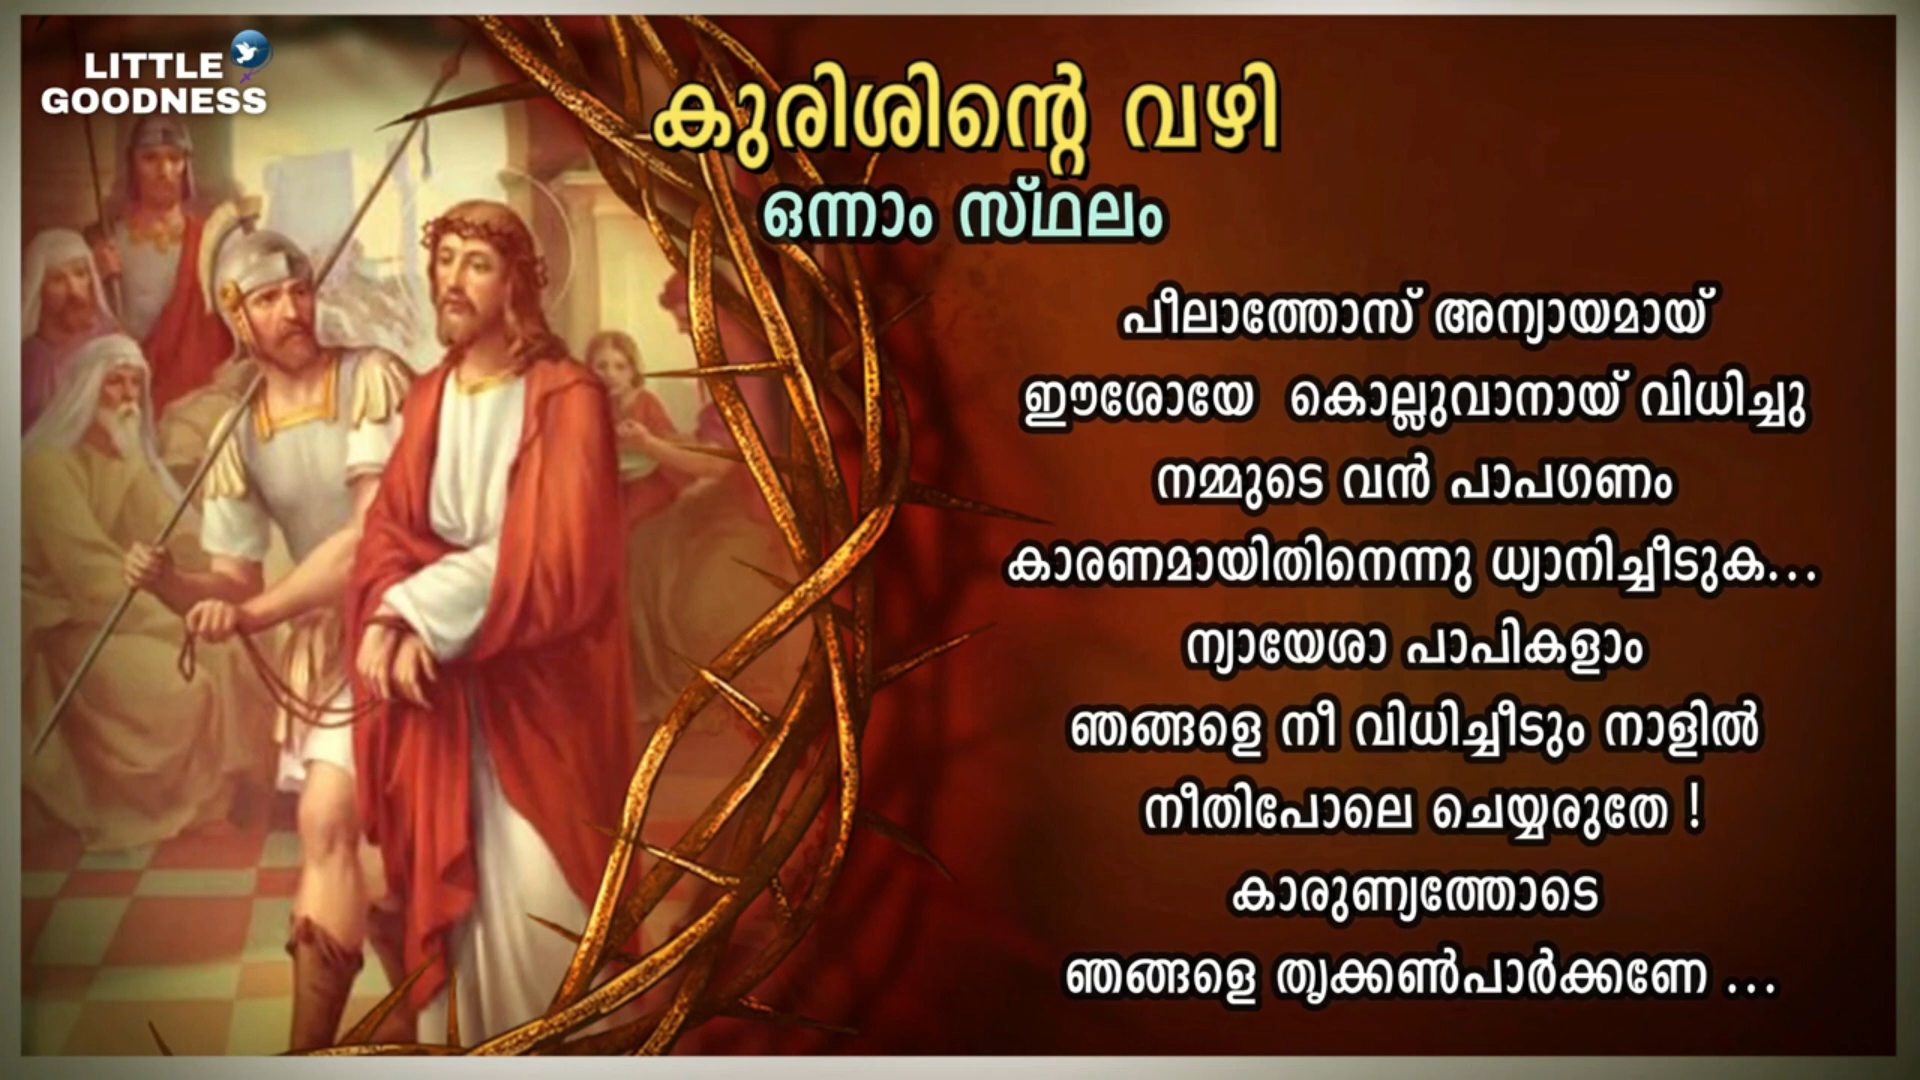 LITTLE
GOODNESS
കുരിശിന്റെ വഴി
ഒന്നാം സ്ഥലം
പീലാത്തോസ് അന്യായമായ്
ഈശോയേ കൊല്ലുവാനായ് വിധിച്ചു
നമ്മുടെ വൻ പാപഗണം
കാരണമായിതിനെന്നു ധ്യാനിച്ചീടുക...
ന്യായേശാ പാപികളാം
ഞങ്ങളെ നീ വിധിച്ചീടും നാളിൽ
നീതിപോലെ ചെയ്യരുതേ !
കാരുണ്യത്തോടെ
ഞങ്ങളെ തൃക്കൺപാർക്കണേ ...